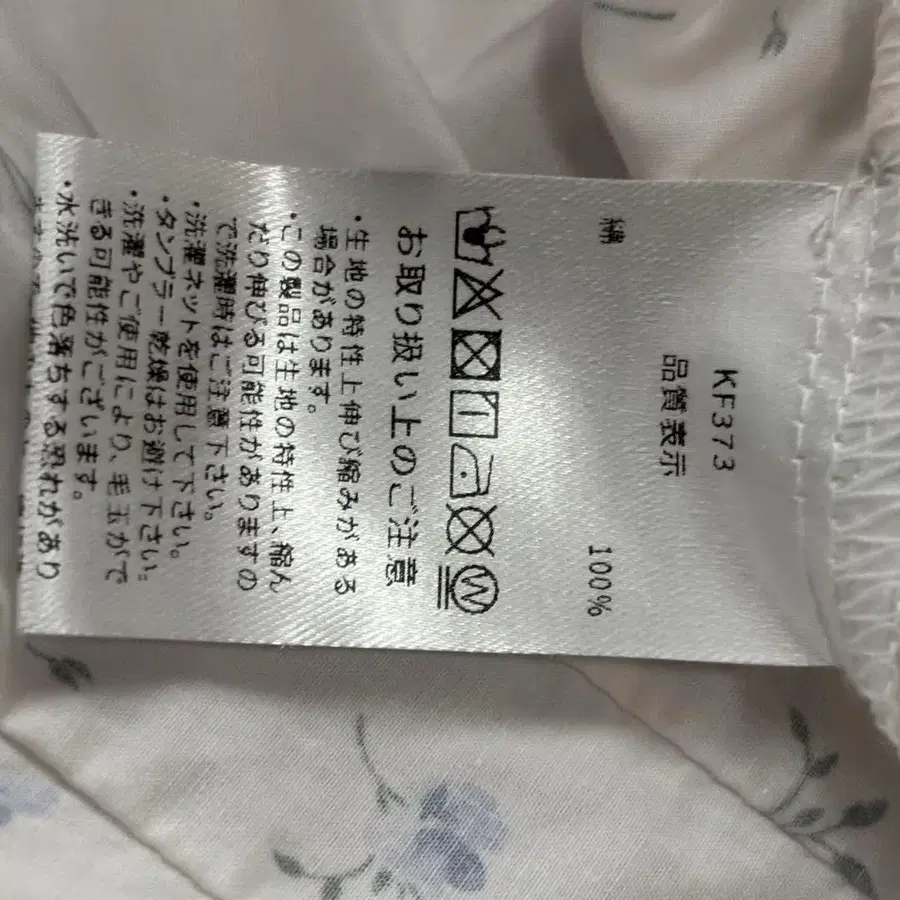 KF373
品質表示
綿 100%
お取り扱い上のご注意
・生地の特性上伸び縮みがある
場合があります。
・この製品は生地の特性上、縮ん
だり伸びる可能性がありますの
で洗濯時はご注意下さい。
・洗濯ネットを使用して下さい。
・タンブラー乾燥はお避け下さい。
・洗濯やご使用により、毛玉がで
きる可能性がございます。
・水洗いで色落ちする恐れがあり